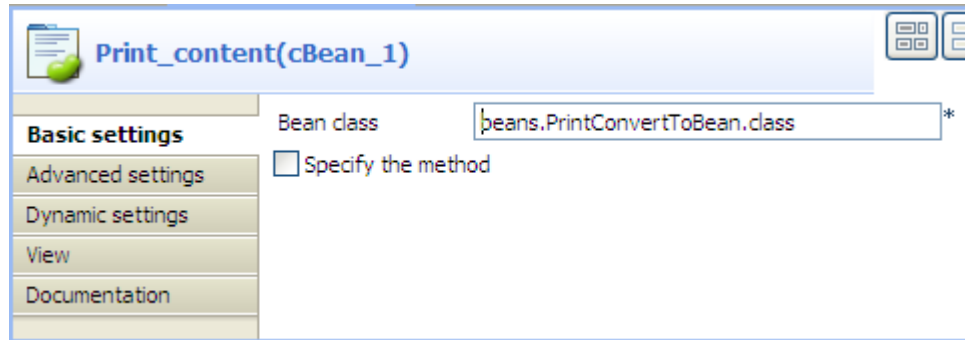 Print_content(cBean_1)
Basic settings
Bean class beans.PrintConvertToBean.class *
Specify the method
Advanced settings
Dynamic settings
View
Documentation